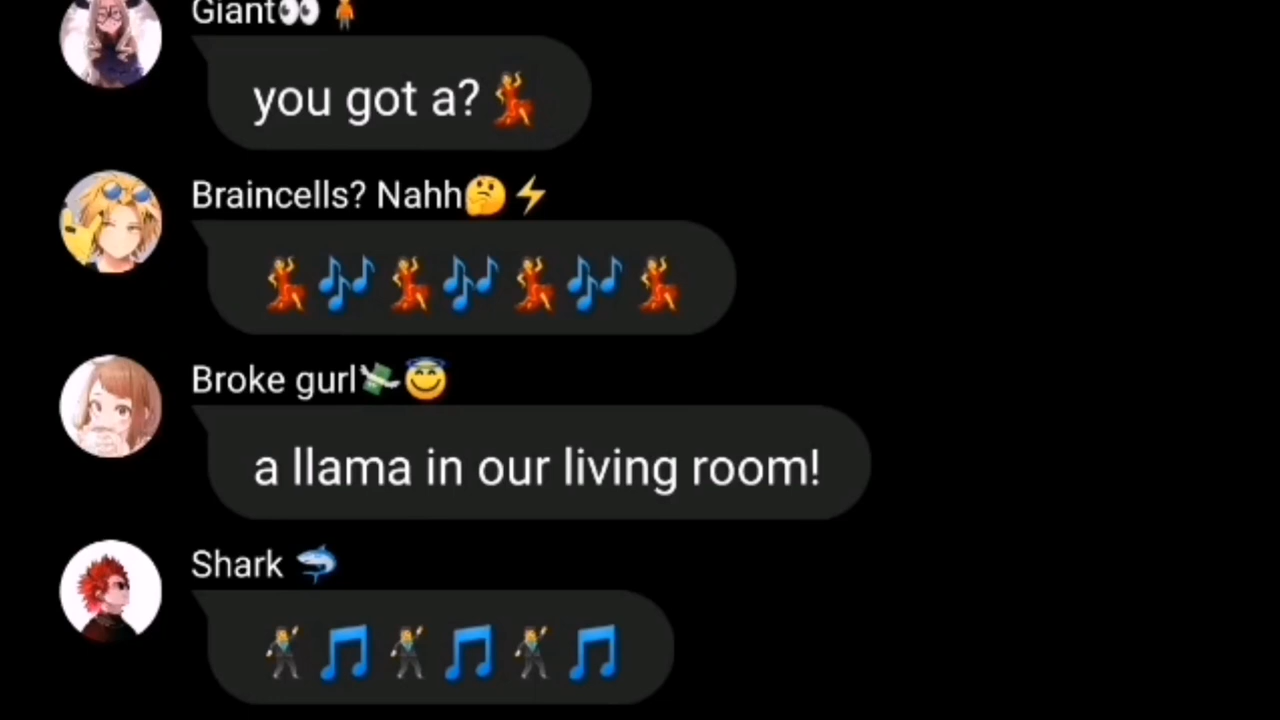 Giant👀🧍
you got a?💃
Braincells? Nahh🤔⚡
💃🎶💃🎶💃🎶💃
Broke gurl💸😇
a llama in our living room!
Shark 🦈
🕺🎵🕺🎵🕺🎵